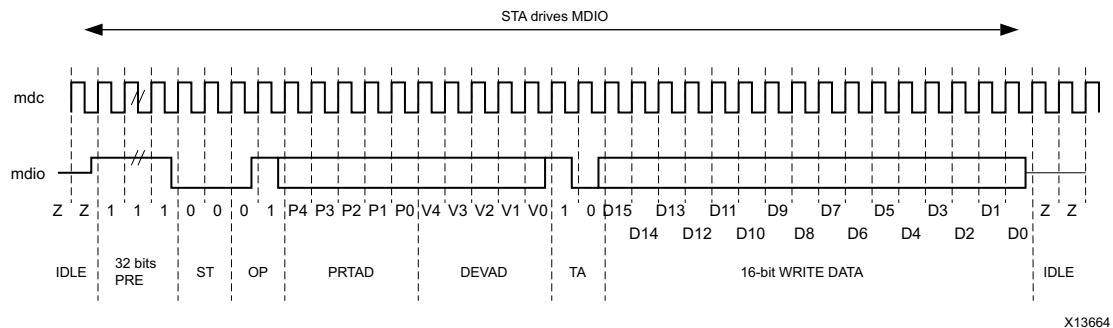 STA drives MDIO
mdc
mdio
Z Z 1 1 1 0 0 0 1 P4 P3 P2 P1 P0 V4 V3 V2 V1 V0 1 0 D15 D13 D11 D9 D7 D5 D3 D1 Z Z
D14 D12 D10 D8 D6 D4 D2 D0
IDLE 32 bits PRE ST OP PRTAD DEVAD TA 16-bit WRITE DATA IDLE
X13664